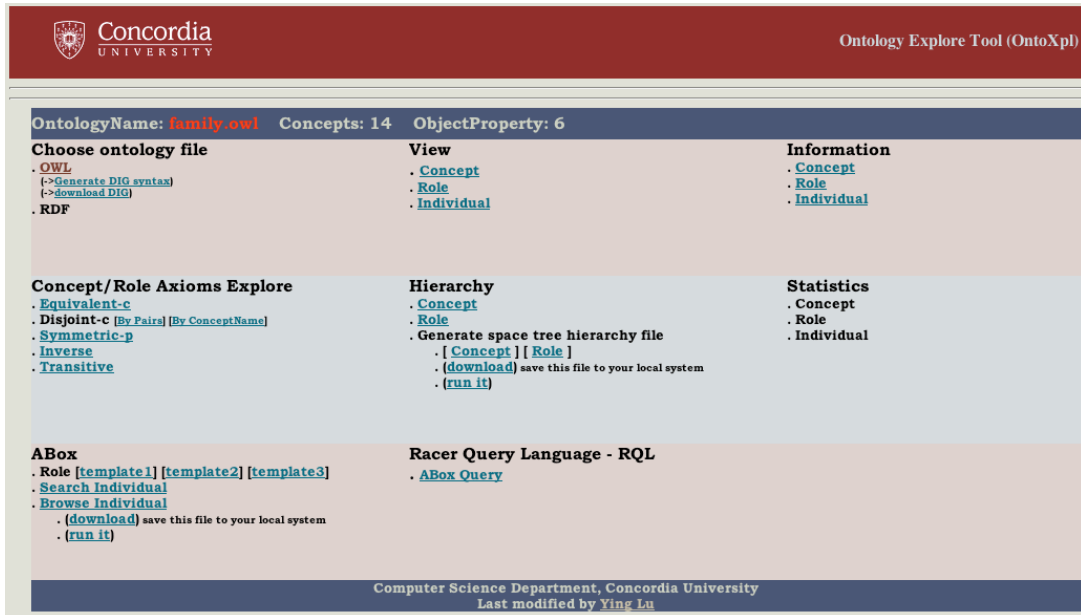 Concordia
UNIVERSITY
Ontology Explore Tool (OntoXpl)
OntologyName: family.owl Concepts: 14 ObjectProperty: 6
Choose ontology file
. OWL
(->Generate DIG syntax)
(->download DIG)
. RDF
View
. Concept
. Role
. Individual
Information
. Concept
. Role
. Individual
Concept/Role Axioms Explore
. Equivalent-c
. Disjoint-c [By Pairs] [By ConceptName]
. Symmetric-p
. Inverse
. Transitive
Hierarchy
. Concept
. Role
. Generate space tree hierarchy file
. [ Concept ] [ Role ]
. (download) save this file to your local system
. (run it)
Statistics
. Concept
. Role
. Individual
ABox
. Role [template1] [template2] [template3]
. Search Individual
. Browse Individual
. (download) save this file to your local system
. (run it)
Racer Query Language - RQL
. ABox Query
Computer Science Department, Concordia University
Last modified by Ying Lu